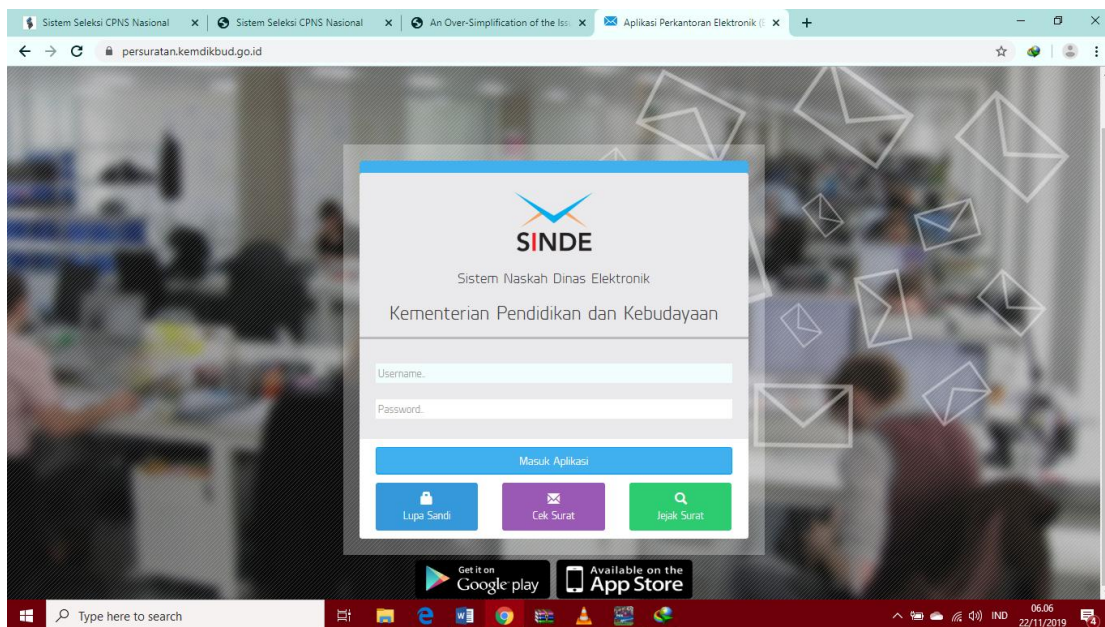 Sistem Seleksi CPNS Nasional
Sistem Seleksi CPNS Nasional
An Over-Simplification of the Iss
Aplikasi Perkantoran Elektronik (E
persuratan.kemdikbud.go.id
SINDE
Sistem Naskah Dinas Elektronik
Kementerian Pendidikan dan Kebudayaan
Username..
Password..
Masuk Aplikasi
Lupa Sandi
Cek Surat
Jejak Surat
Get it on
Google play
Available on the
App Store
Type here to search
IND
06.06
22/11/2019
4